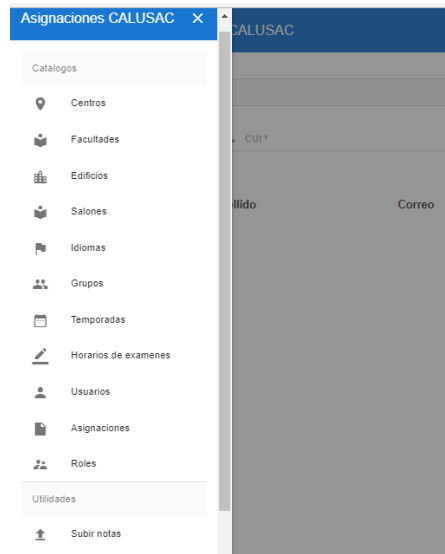 Asignaciones CALUSAC ×
CALUSAC
Catalogos
Centros
Facultades
CUI *
Edificios
Salones
ellido Correo
Idiomas
Grupos
Temporadas
Horarios de examenes
Usuarios
Asignaciones
Roles
Utilidades
Subir notas